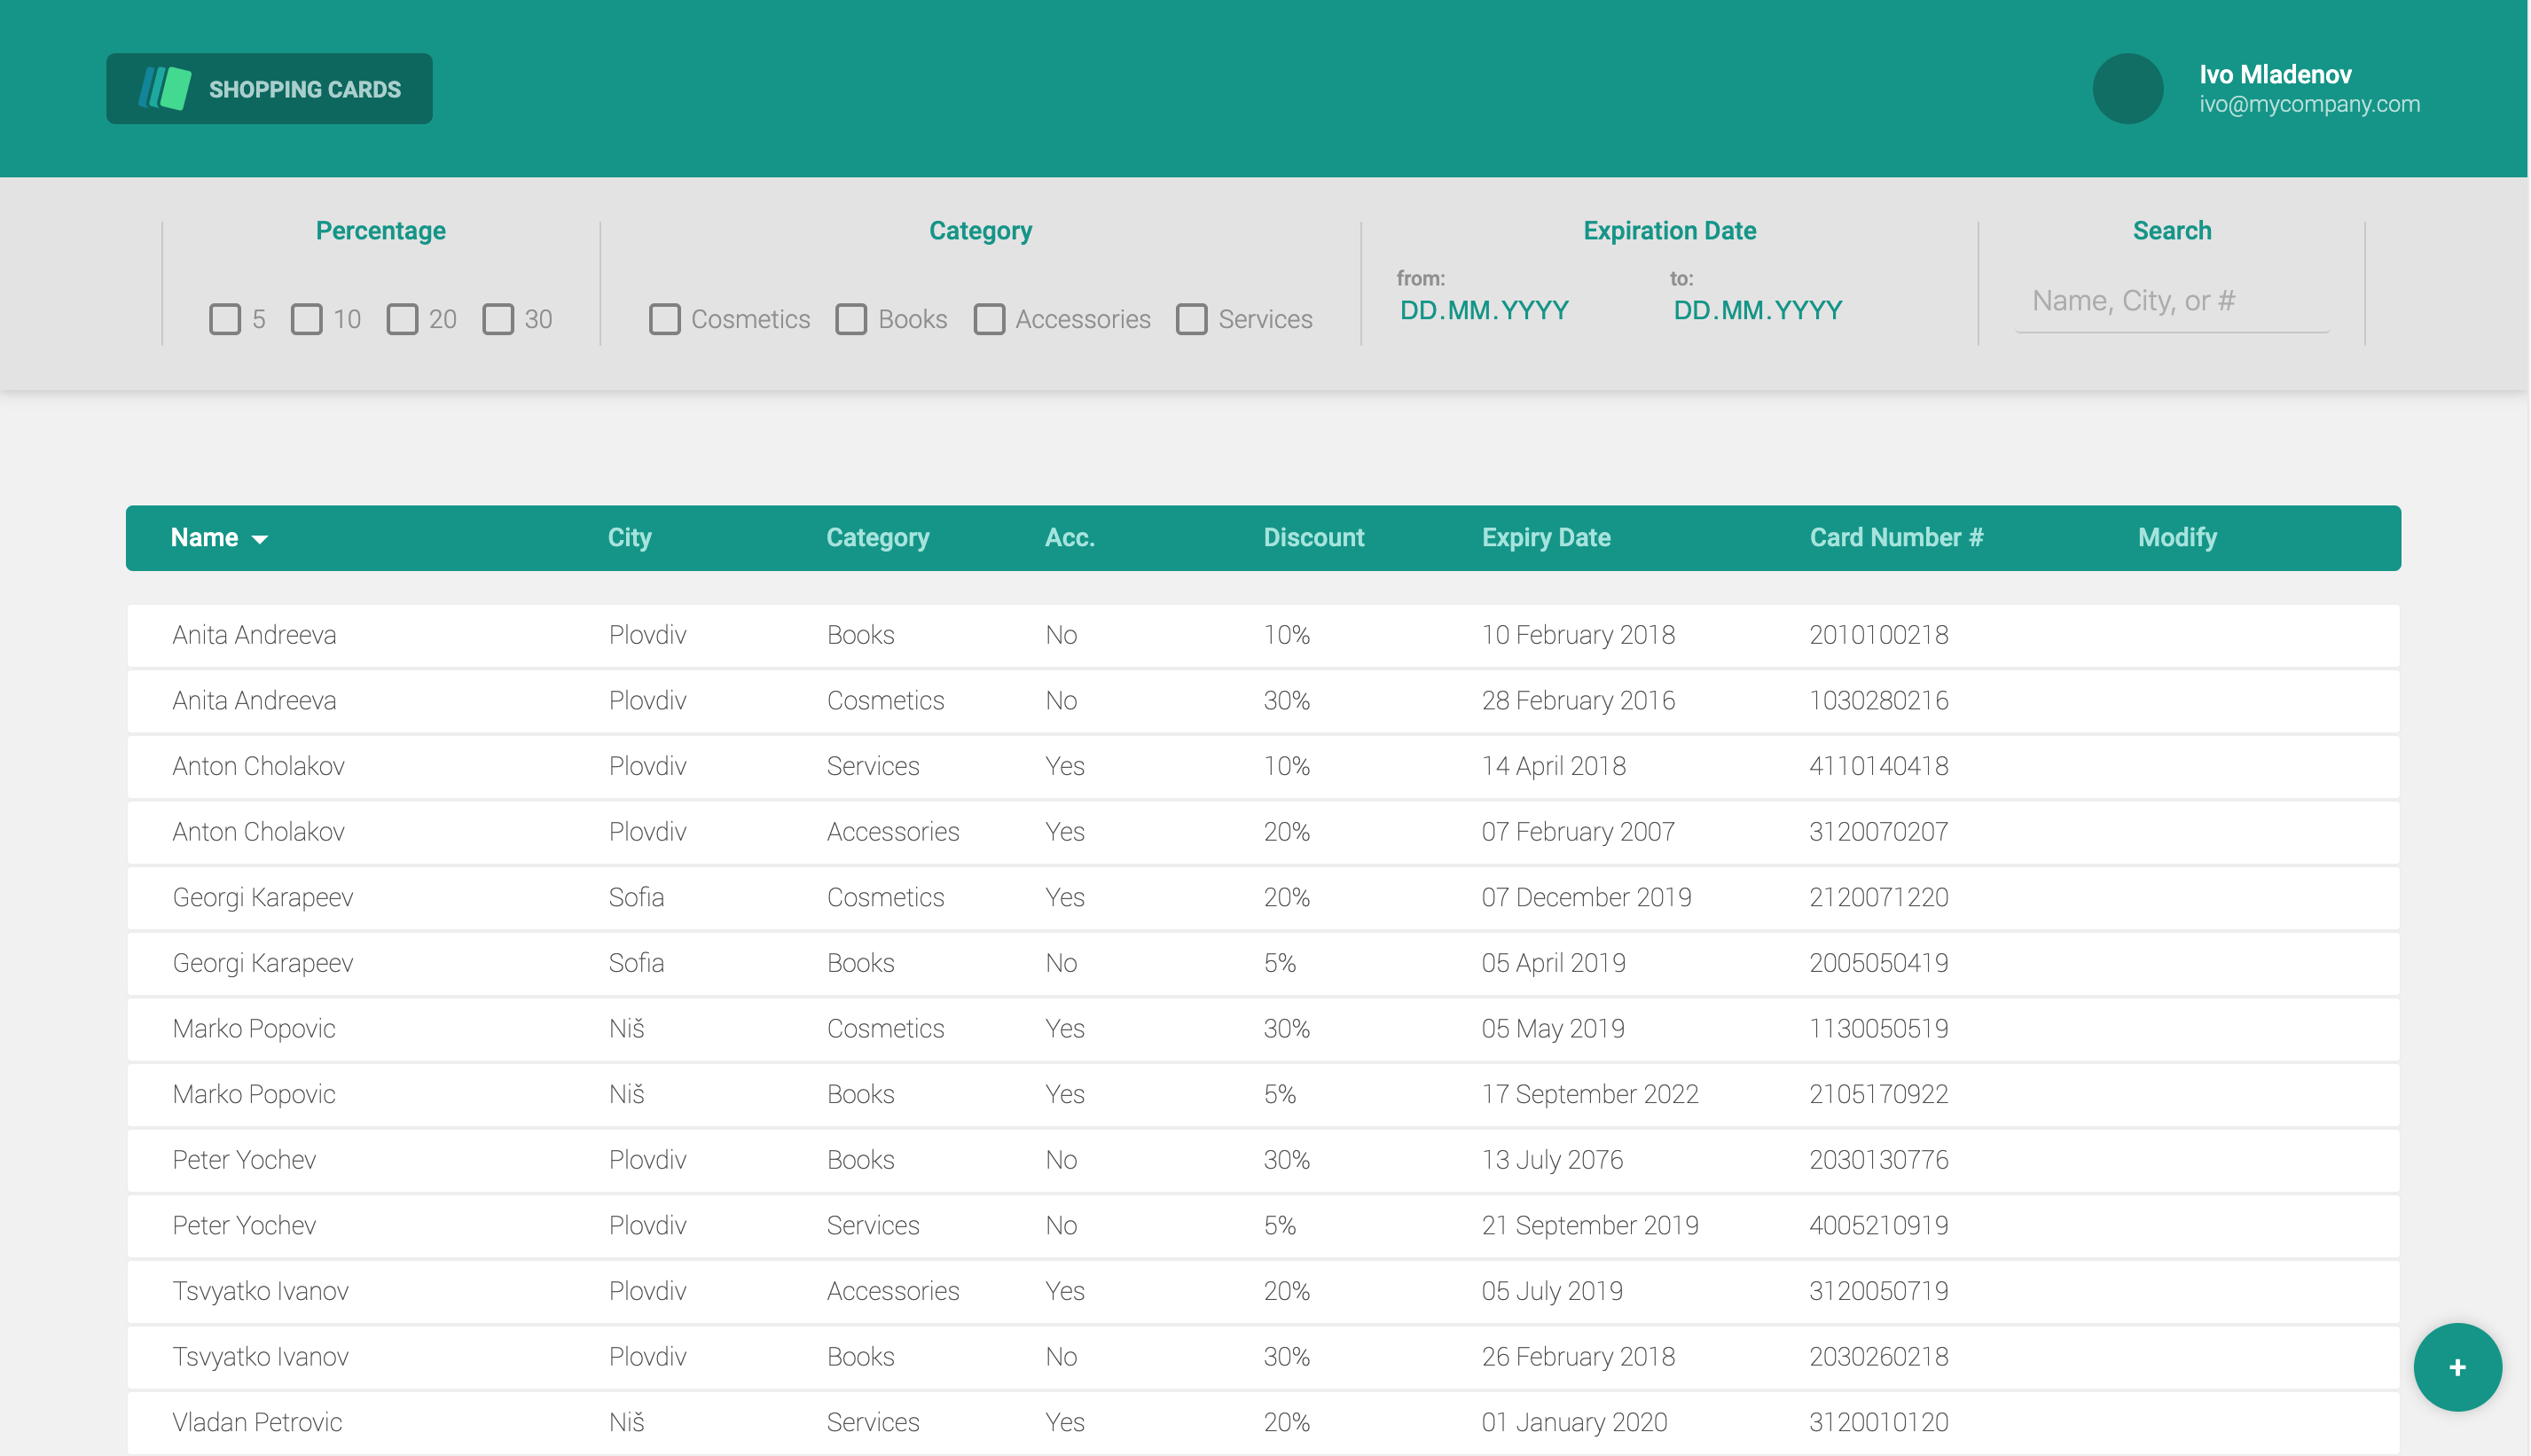 SHOPPING CARDS
Ivo Mladenov
ivo@mycompany.com
Percentage
5 10 20 30
Category
Cosmetics Books Accessories Services
Expiration Date
from: to:
DD.MM.YYYY DD.MM.YYYY
Search
Name, City, or #
Name City Category Acc. Discount Expiry Date Card Number # Modify
Anita Andreeva Plovdiv Books No 10% 10 February 2018 2010100218
Anita Andreeva Plovdiv Cosmetics No 30% 28 February 2016 1030280216
Anton Cholakov Plovdiv Services Yes 10% 14 April 2018 4110140418
Anton Cholakov Plovdiv Accessories Yes 20% 07 February 2007 3120070207
Georgi Karapeev Sofia Cosmetics Yes 20% 07 December 2019 2120071220
Georgi Karapeev Sofia Books No 5% 05 April 2019 2005050419
Marko Popovic Niš Cosmetics Yes 30% 05 May 2019 1130050519
Marko Popovic Niš Books Yes 5% 17 September 2022 2105170922
Peter Yochev Plovdiv Books No 30% 13 July 2076 2030130776
Peter Yochev Plovdiv Services No 5% 21 September 2019 4005210919
Tsvyatko Ivanov Plovdiv Accessories Yes 20% 05 July 2019 3120050719
Tsvyatko Ivanov Plovdiv Books No 30% 26 February 2018 2030260218
Vladan Petrovic Niš Services Yes 20% 01 January 2020 3120010120
+